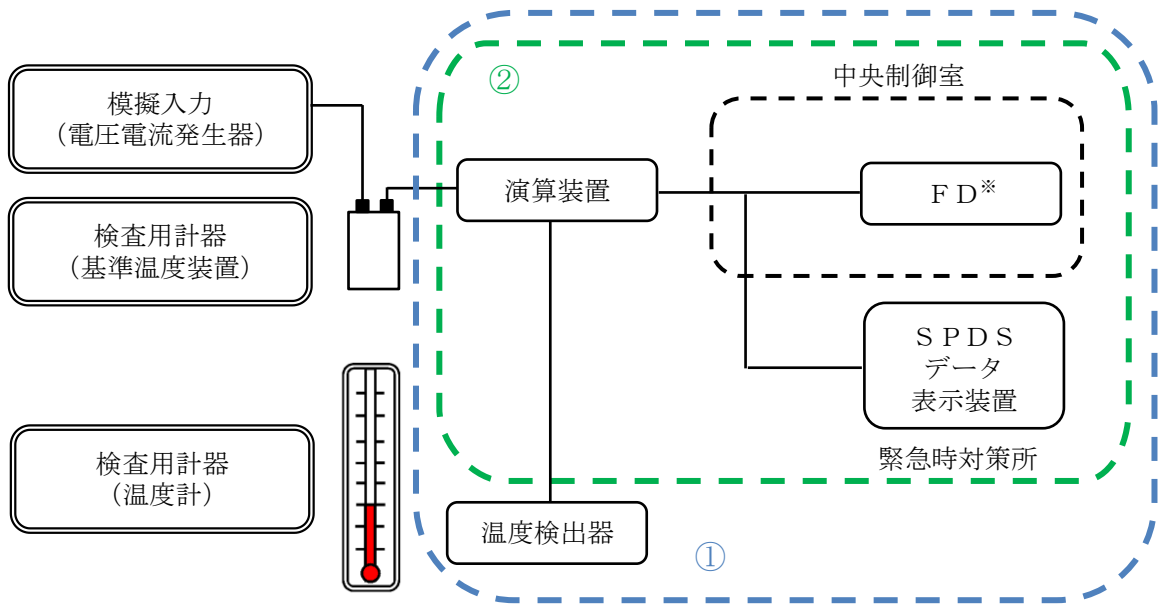 模擬入力
（電圧電流発生器）
検査用計器
（基準温度装置）
検査用計器
（温度計）
②
中央制御室
演算装置
ＦＤ※
ＳＰＤＳ
データ
表示装置
緊急時対策所
温度検出器
①